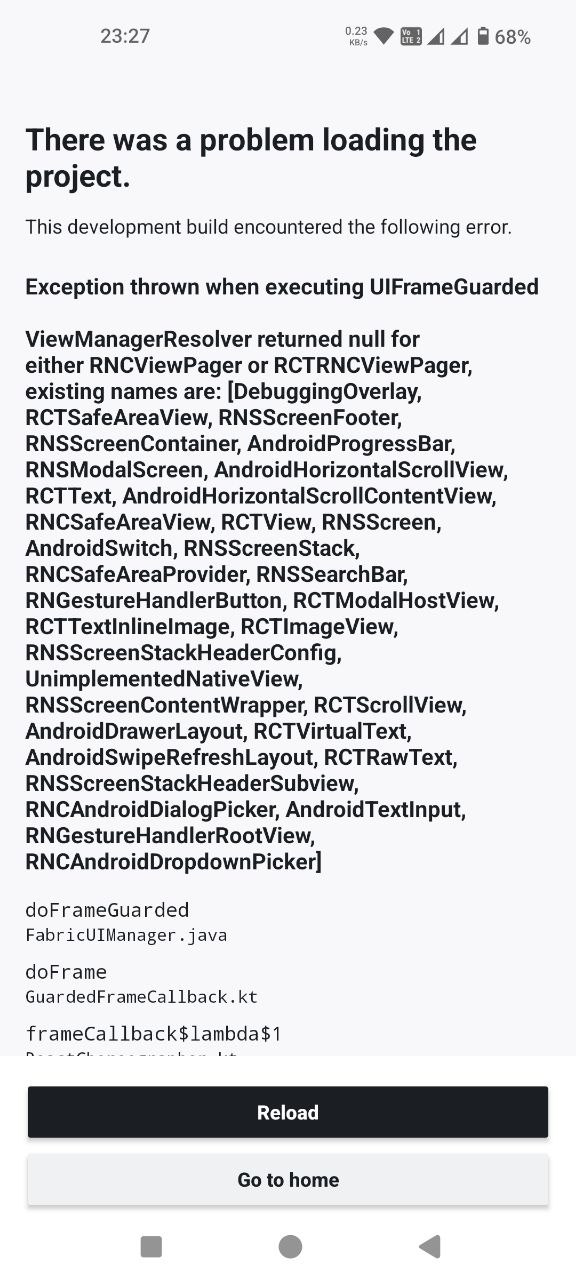 23:27
0.23
KB/s
Vo 1
LTE 2
68%
There was a problem loading the
project.
This development build encountered the following error.
Exception thrown when executing UIFrameGuarded
ViewManagerResolver returned null for
either RNCViewPager or RCTRNCViewPager,
existing names are: [DebuggingOverlay,
RCTSafeAreaView, RNSScreenFooter,
RNSScreenContainer, AndroidProgressBar,
RNSModalScreen, AndroidHorizontalScrollView,
RCTText, AndroidHorizontalScrollContentView,
RNCSafeAreaView, RCTView, RNSScreen,
AndroidSwitch, RNSScreenStack,
RNCSafeAreaProvider, RNSSearchBar,
RNGestureHandlerButton, RCTModalHostView,
RCTTextInlineImage, RCTImageView,
RNSScreenStackHeaderConfig,
UnimplementedNativeView,
RNSScreenContentWrapper, RCTScrollView,
AndroidDrawerLayout, RCTVirtualText,
AndroidSwipeRefreshLayout, RCTRawText,
RNSScreenStackHeaderSubview,
RNCAndroidDialogPicker, AndroidTextInput,
RNGestureHandlerRootView,
RNCAndroidDropdownPicker]
doFrameGuarded
FabricUIManager.java
doFrame
GuardedFrameCallback.kt
frameCallback$lambda$1
Reload
Go to home